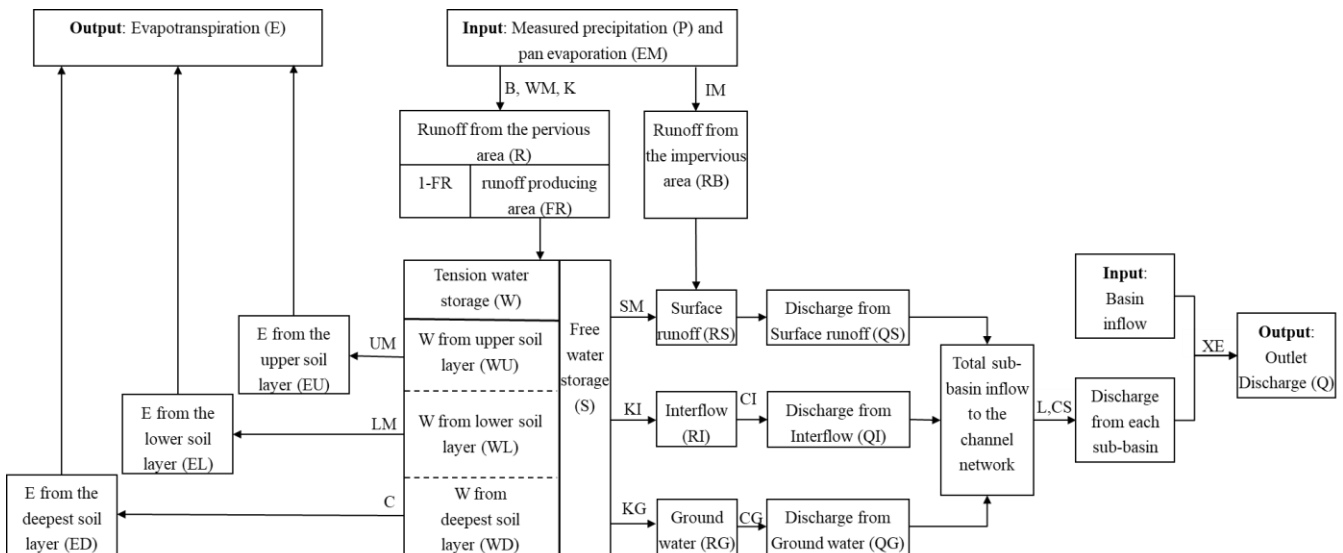 Output: Evapotranspiration (E)
Input: Measured precipitation (P) and
pan evaporation (EM)
B, WM, K
IM
Runoff from the pervious
area (R)
1-FR
runoff producing
area (FR)
Runoff from
the impervious
area (RB)
Tension water
storage (W)
Free
water
storage
(S)
W from upper soil
layer (WU)
W from lower soil
layer (WL)
W from
deepest soil
layer (WD)
UM
E from the
upper soil
layer (EU)
LM
E from the
lower soil
layer (EL)
C
E from the
deepest soil
layer (ED)
SM
Surface
runoff (RS)
Discharge from
Surface runoff (QS)
KI
Interflow
(RI)
CI
Discharge from
Interflow (QI)
KG
Ground
water (RG)
CG
Discharge from
Ground water (QG)
Total sub-
basin inflow
to the
channel
network
L,CS
Discharge
from each
sub-basin
Input:
Basin
inflow
XE
Output:
Outlet
Discharge (Q)